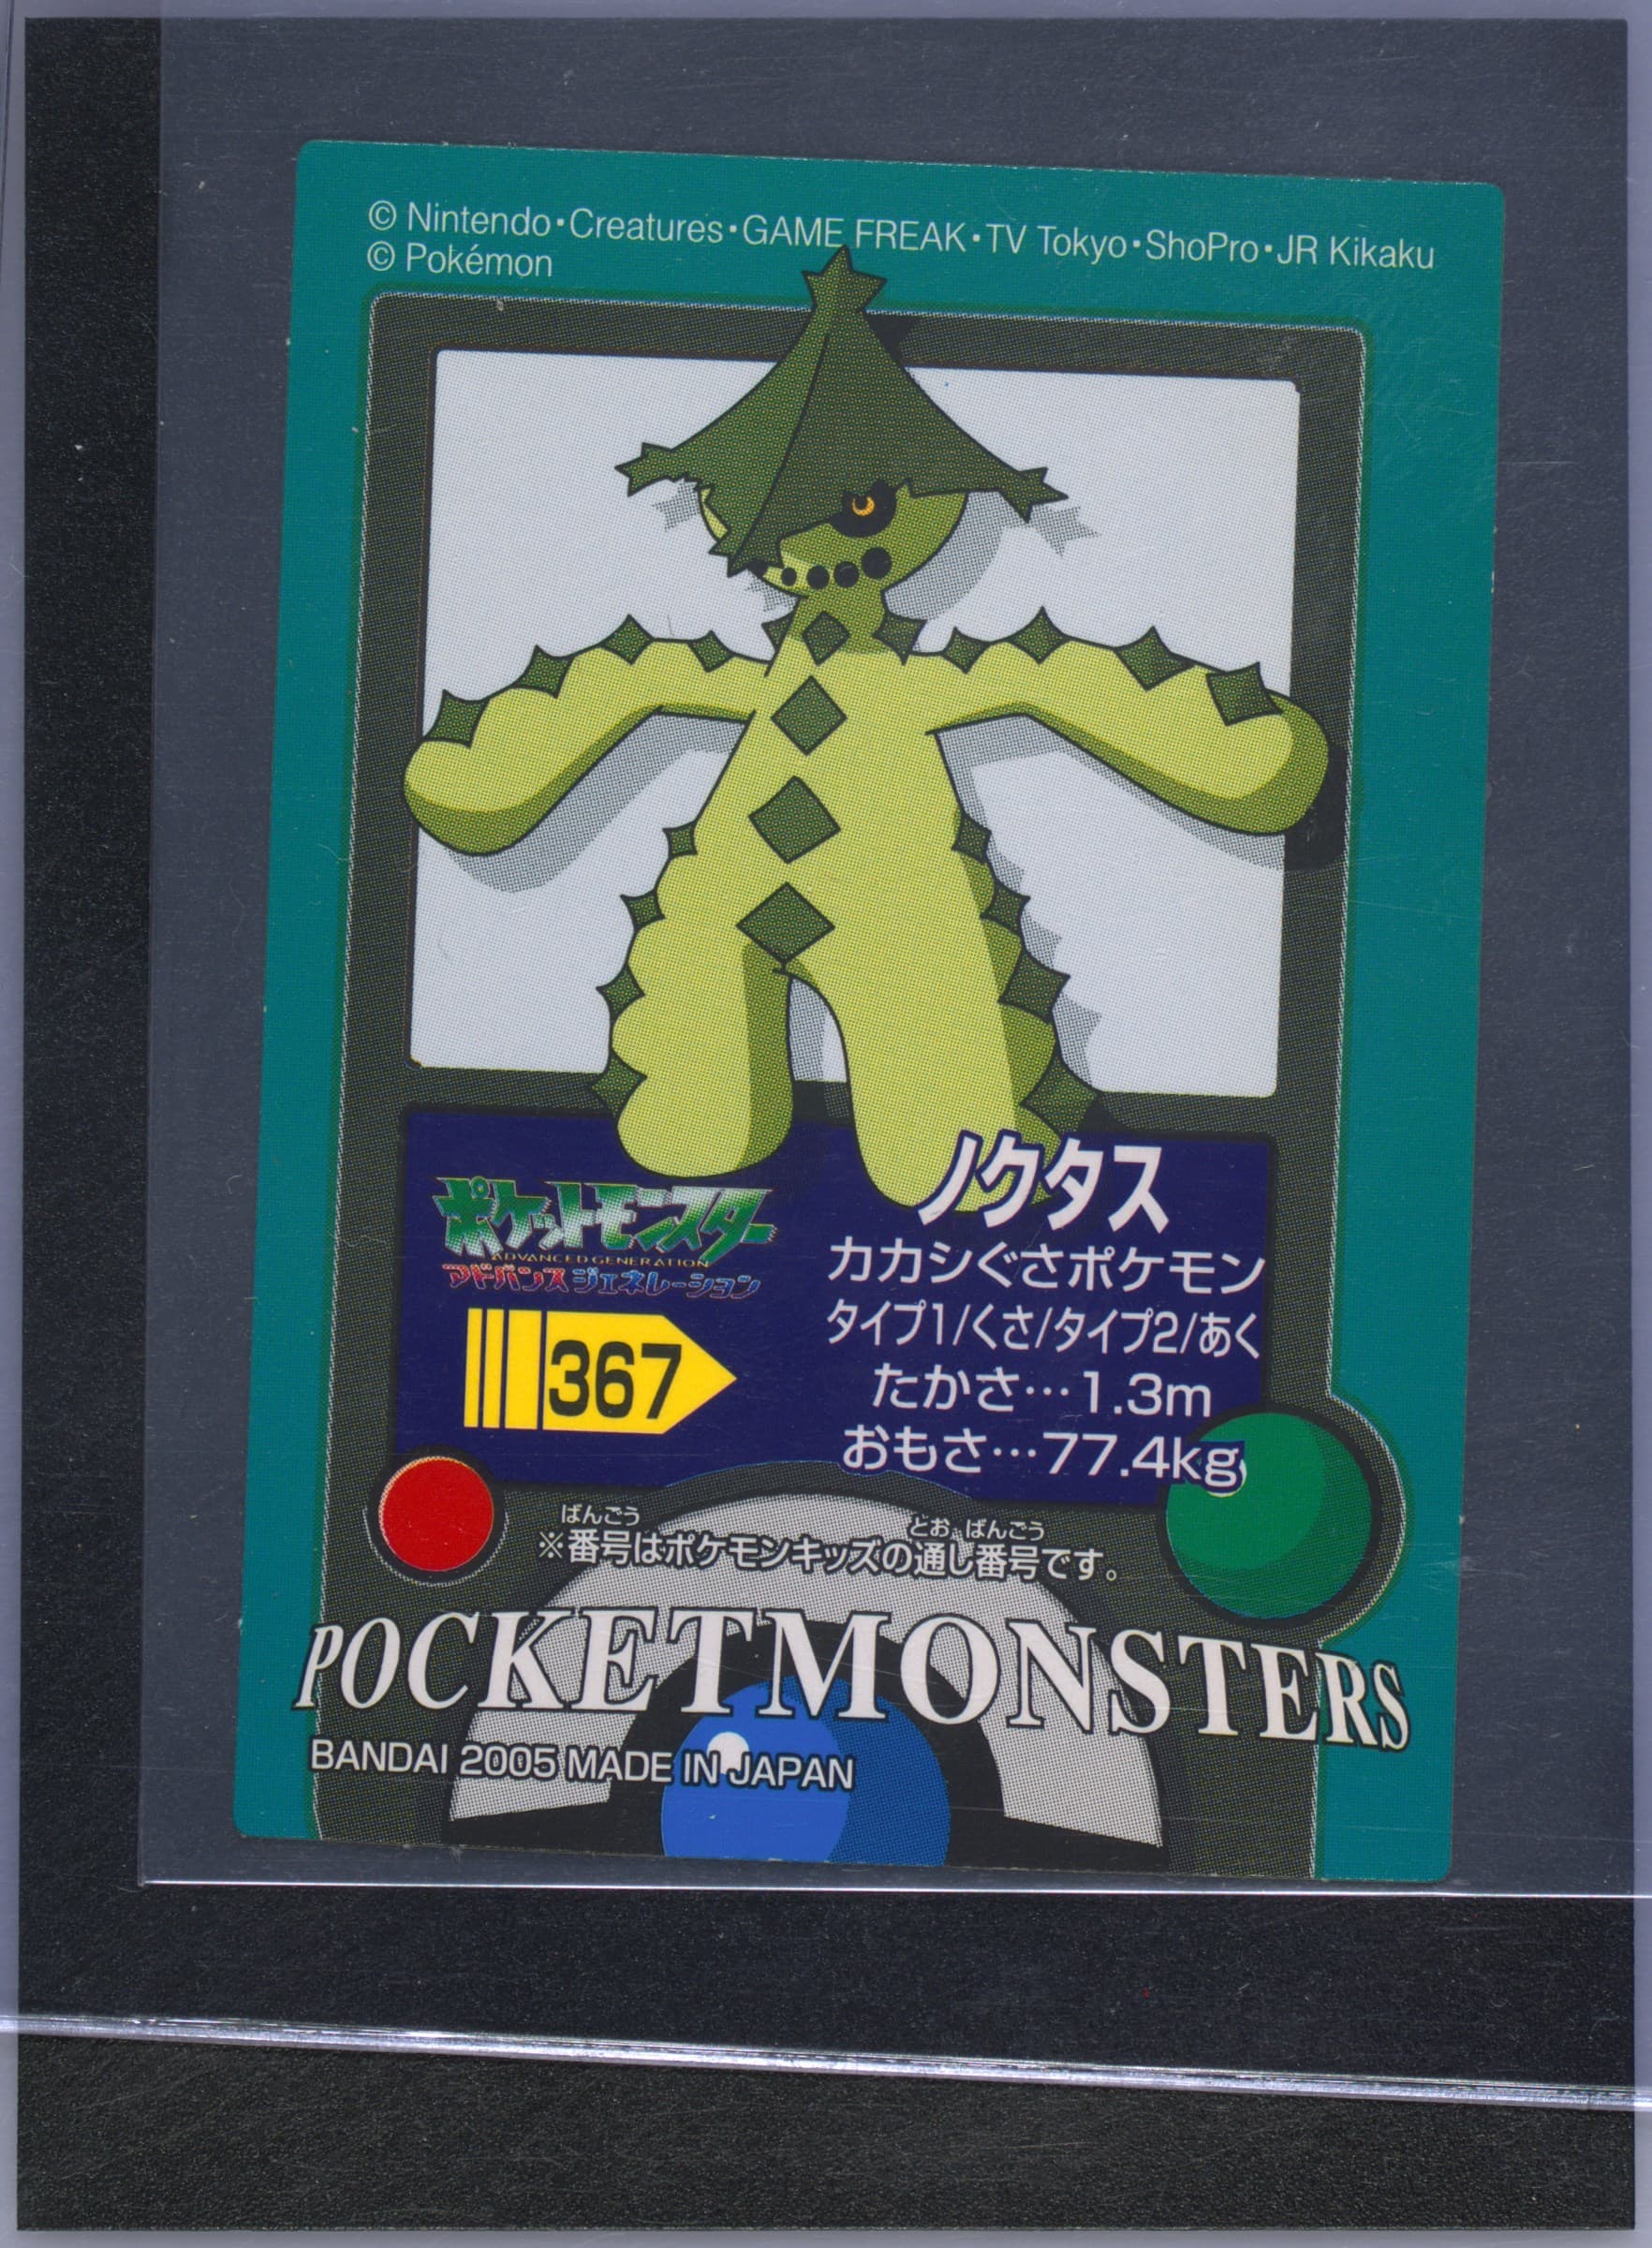 © Nintendo・Creatures・GAME FREAK・TV Tokyo・ShoPro・JR Kikaku
© Pokémon
ノクタス
ポケットモンスター
ADVANCED GENERATION
アドバンスジェネレーション
カカシぐさポケモン
タイプ1/くさ/タイプ2/あく
たかさ…1.3m
367
おもさ…77.4kg
ばんごう とお ばんごう
※番号はポケモンキッズの通し番号です。
POCKETMONSTERS
BANDAI 2005 MADE IN JAPAN